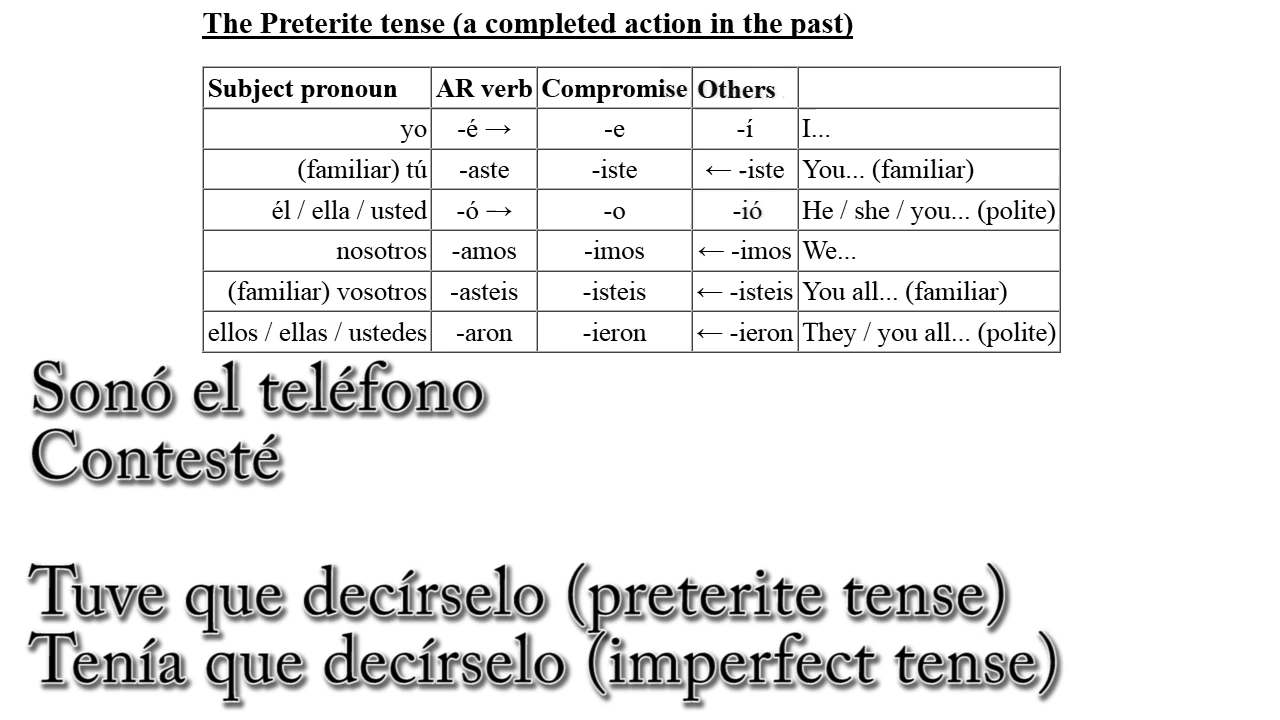 The Preterite tense (a completed action in the past)
Subject pronoun AR verb Compromise Others
yo -é → -e -í I...
(familiar) tú -aste -iste ← -iste You... (familiar)
él / ella / usted -ó → -o -ió He / she / you... (polite)
nosotros -amos -imos ← -imos We...
(familiar) vosotros -asteis -isteis ← -isteis You all... (familiar)
ellos / ellas / ustedes -aron -ieron ← -ieron They / you all... (polite)
Sonó el teléfono
Contesté
Tuve que decírselo (preterite tense)
Tenía que decírselo (imperfect tense)